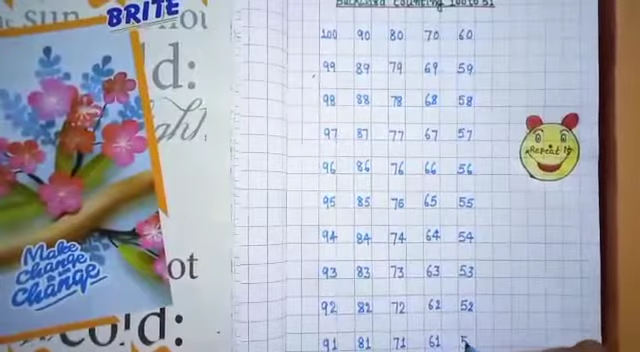 BRITE
Backward Counting 100 to 51
100 90 80 70 60
99 89 79 69 59
98 88 78 68 58
97 87 77 67 57
96 86 76 66 56
95 85 76 65 55
94 84 74 64 54
93 83 73 63 53
92 82 72 62 52
91 81 71 61 5
Repeat It
Make
Change
Change
d:
ot